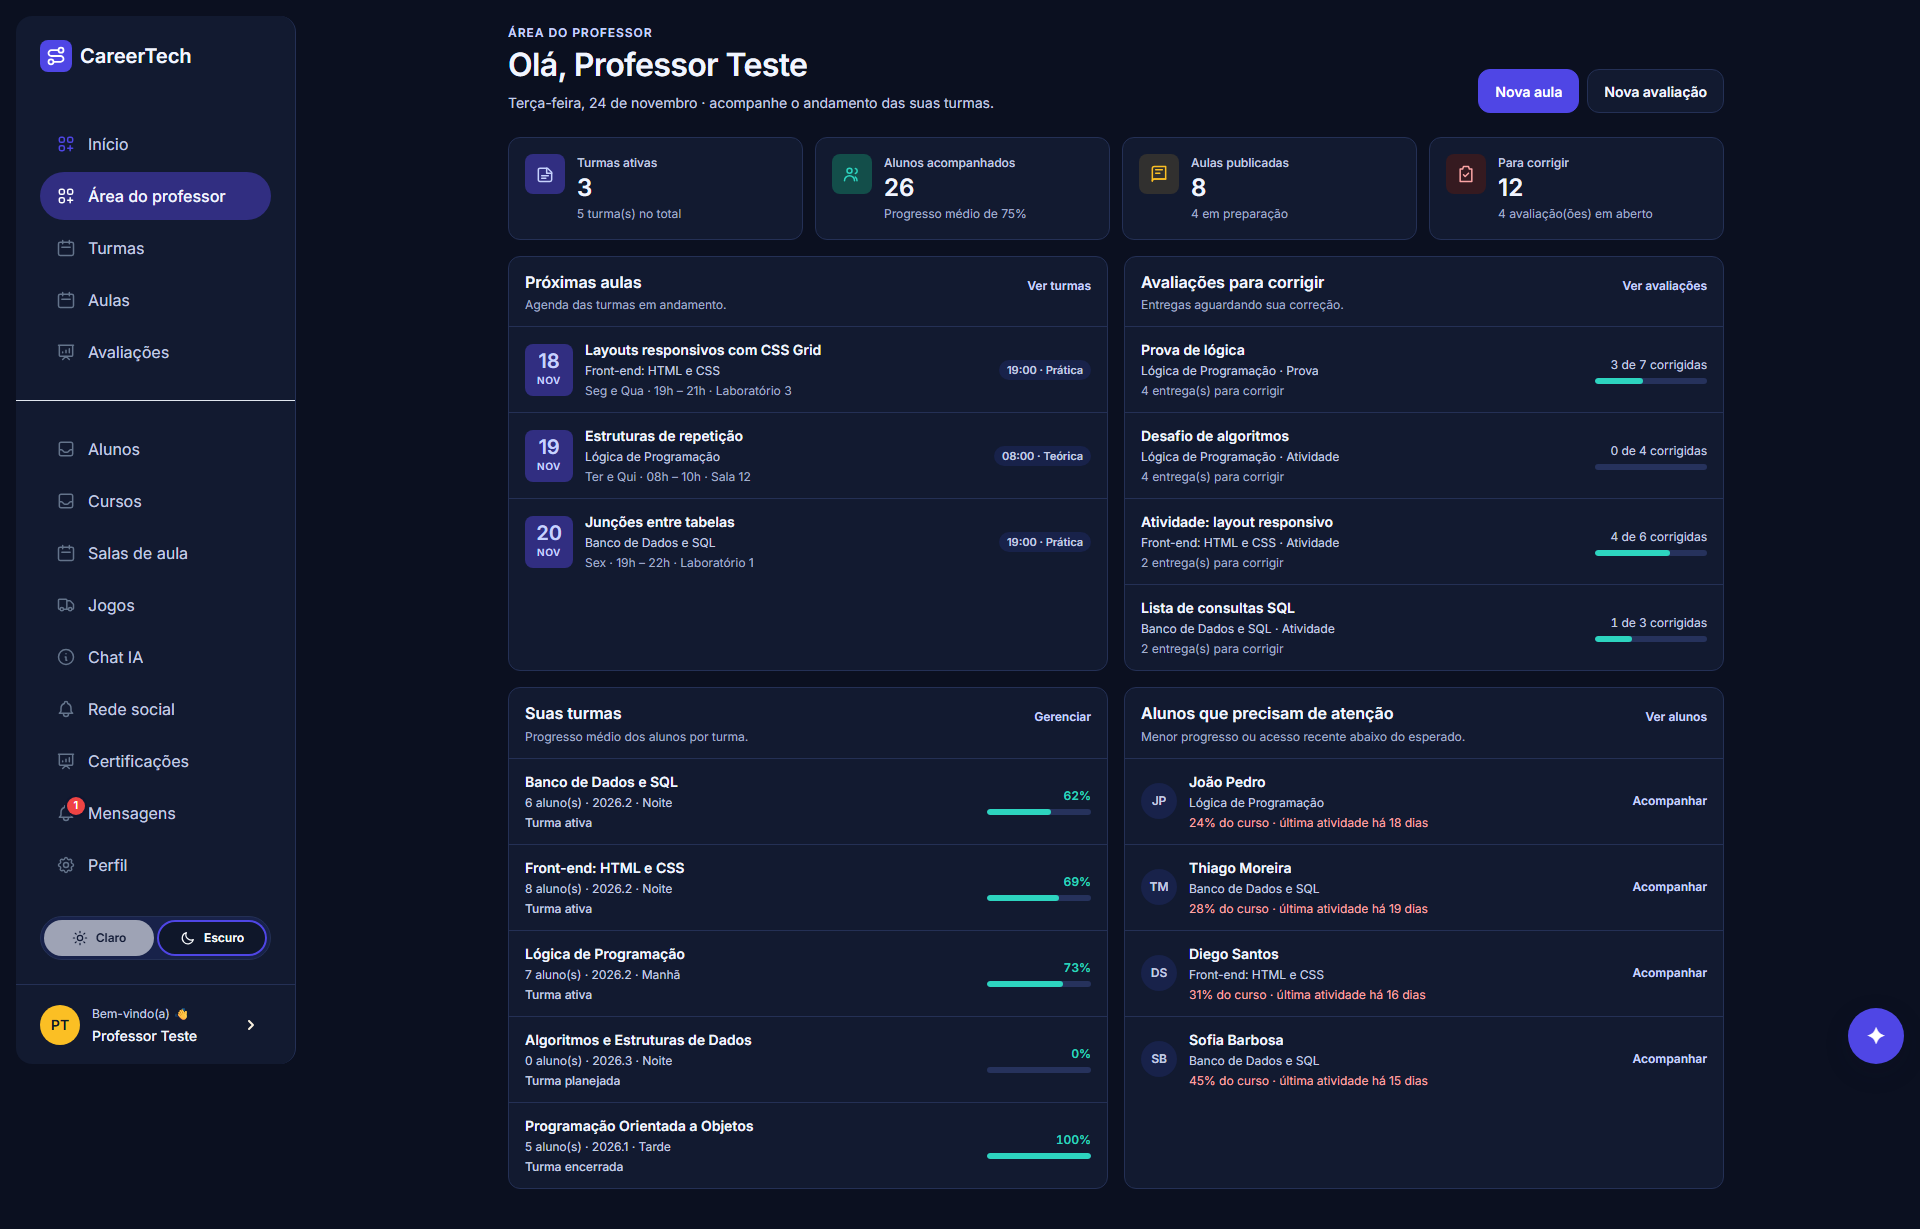 CareerTech
Início
Área do professor
Turmas
Aulas
Avaliações
Alunos
Cursos
Salas de aula
Jogos
Chat IA
Rede social
Certificações
1
Mensagens
Perfil
Claro
Escuro
PT
Bem-vindo(a) 👋
Professor Teste
ÁREA DO PROFESSOR
Olá, Professor Teste
Terça-feira, 24 de novembro · acompanhe o andamento das suas turmas.
Nova aula
Nova avaliação
Turmas ativas
3
5 turma(s) no total
Alunos acompanhados
26
Progresso médio de 75%
Aulas publicadas
8
4 em preparação
Para corrigir
12
4 avaliação(ões) em aberto
Próximas aulas
Agenda das turmas em andamento.
Ver turmas
18
NOV
Layouts responsivos com CSS Grid
Front-end: HTML e CSS
Seg e Qua · 19h – 21h · Laboratório 3
19:00 · Prática
19
NOV
Estruturas de repetição
Lógica de Programação
Ter e Qui · 08h – 10h · Sala 12
08:00 · Teórica
20
NOV
Junções entre tabelas
Banco de Dados e SQL
Sex · 19h – 22h · Laboratório 1
19:00 · Prática
Avaliações para corrigir
Entregas aguardando sua correção.
Ver avaliações
Prova de lógica
Lógica de Programação · Prova
4 entrega(s) para corrigir
3 de 7 corrigidas
Desafio de algoritmos
Lógica de Programação · Atividade
4 entrega(s) para corrigir
0 de 4 corrigidas
Atividade: layout responsivo
Front-end: HTML e CSS · Atividade
2 entrega(s) para corrigir
4 de 6 corrigidas
Lista de consultas SQL
Banco de Dados e SQL · Atividade
2 entrega(s) para corrigir
1 de 3 corrigidas
Suas turmas
Progresso médio dos alunos por turma.
Gerenciar
Banco de Dados e SQL
6 aluno(s) · 2026.2 · Noite
Turma ativa
62%
Front-end: HTML e CSS
8 aluno(s) · 2026.2 · Noite
Turma ativa
69%
Lógica de Programação
7 aluno(s) · 2026.2 · Manhã
Turma ativa
73%
Algoritmos e Estruturas de Dados
0 aluno(s) · 2026.3 · Noite
Turma planejada
0%
Programação Orientada a Objetos
5 aluno(s) · 2026.1 · Tarde
Turma encerrada
100%
Alunos que precisam de atenção
Menor progresso ou acesso recente abaixo do esperado.
Ver alunos
JP
João Pedro
Lógica de Programação
24% do curso · última atividade há 18 dias
Acompanhar
TM
Thiago Moreira
Banco de Dados e SQL
28% do curso · última atividade há 19 dias
Acompanhar
DS
Diego Santos
Front-end: HTML e CSS
31% do curso · última atividade há 16 dias
Acompanhar
SB
Sofia Barbosa
Banco de Dados e SQL
45% do curso · última atividade há 15 dias
Acompanhar